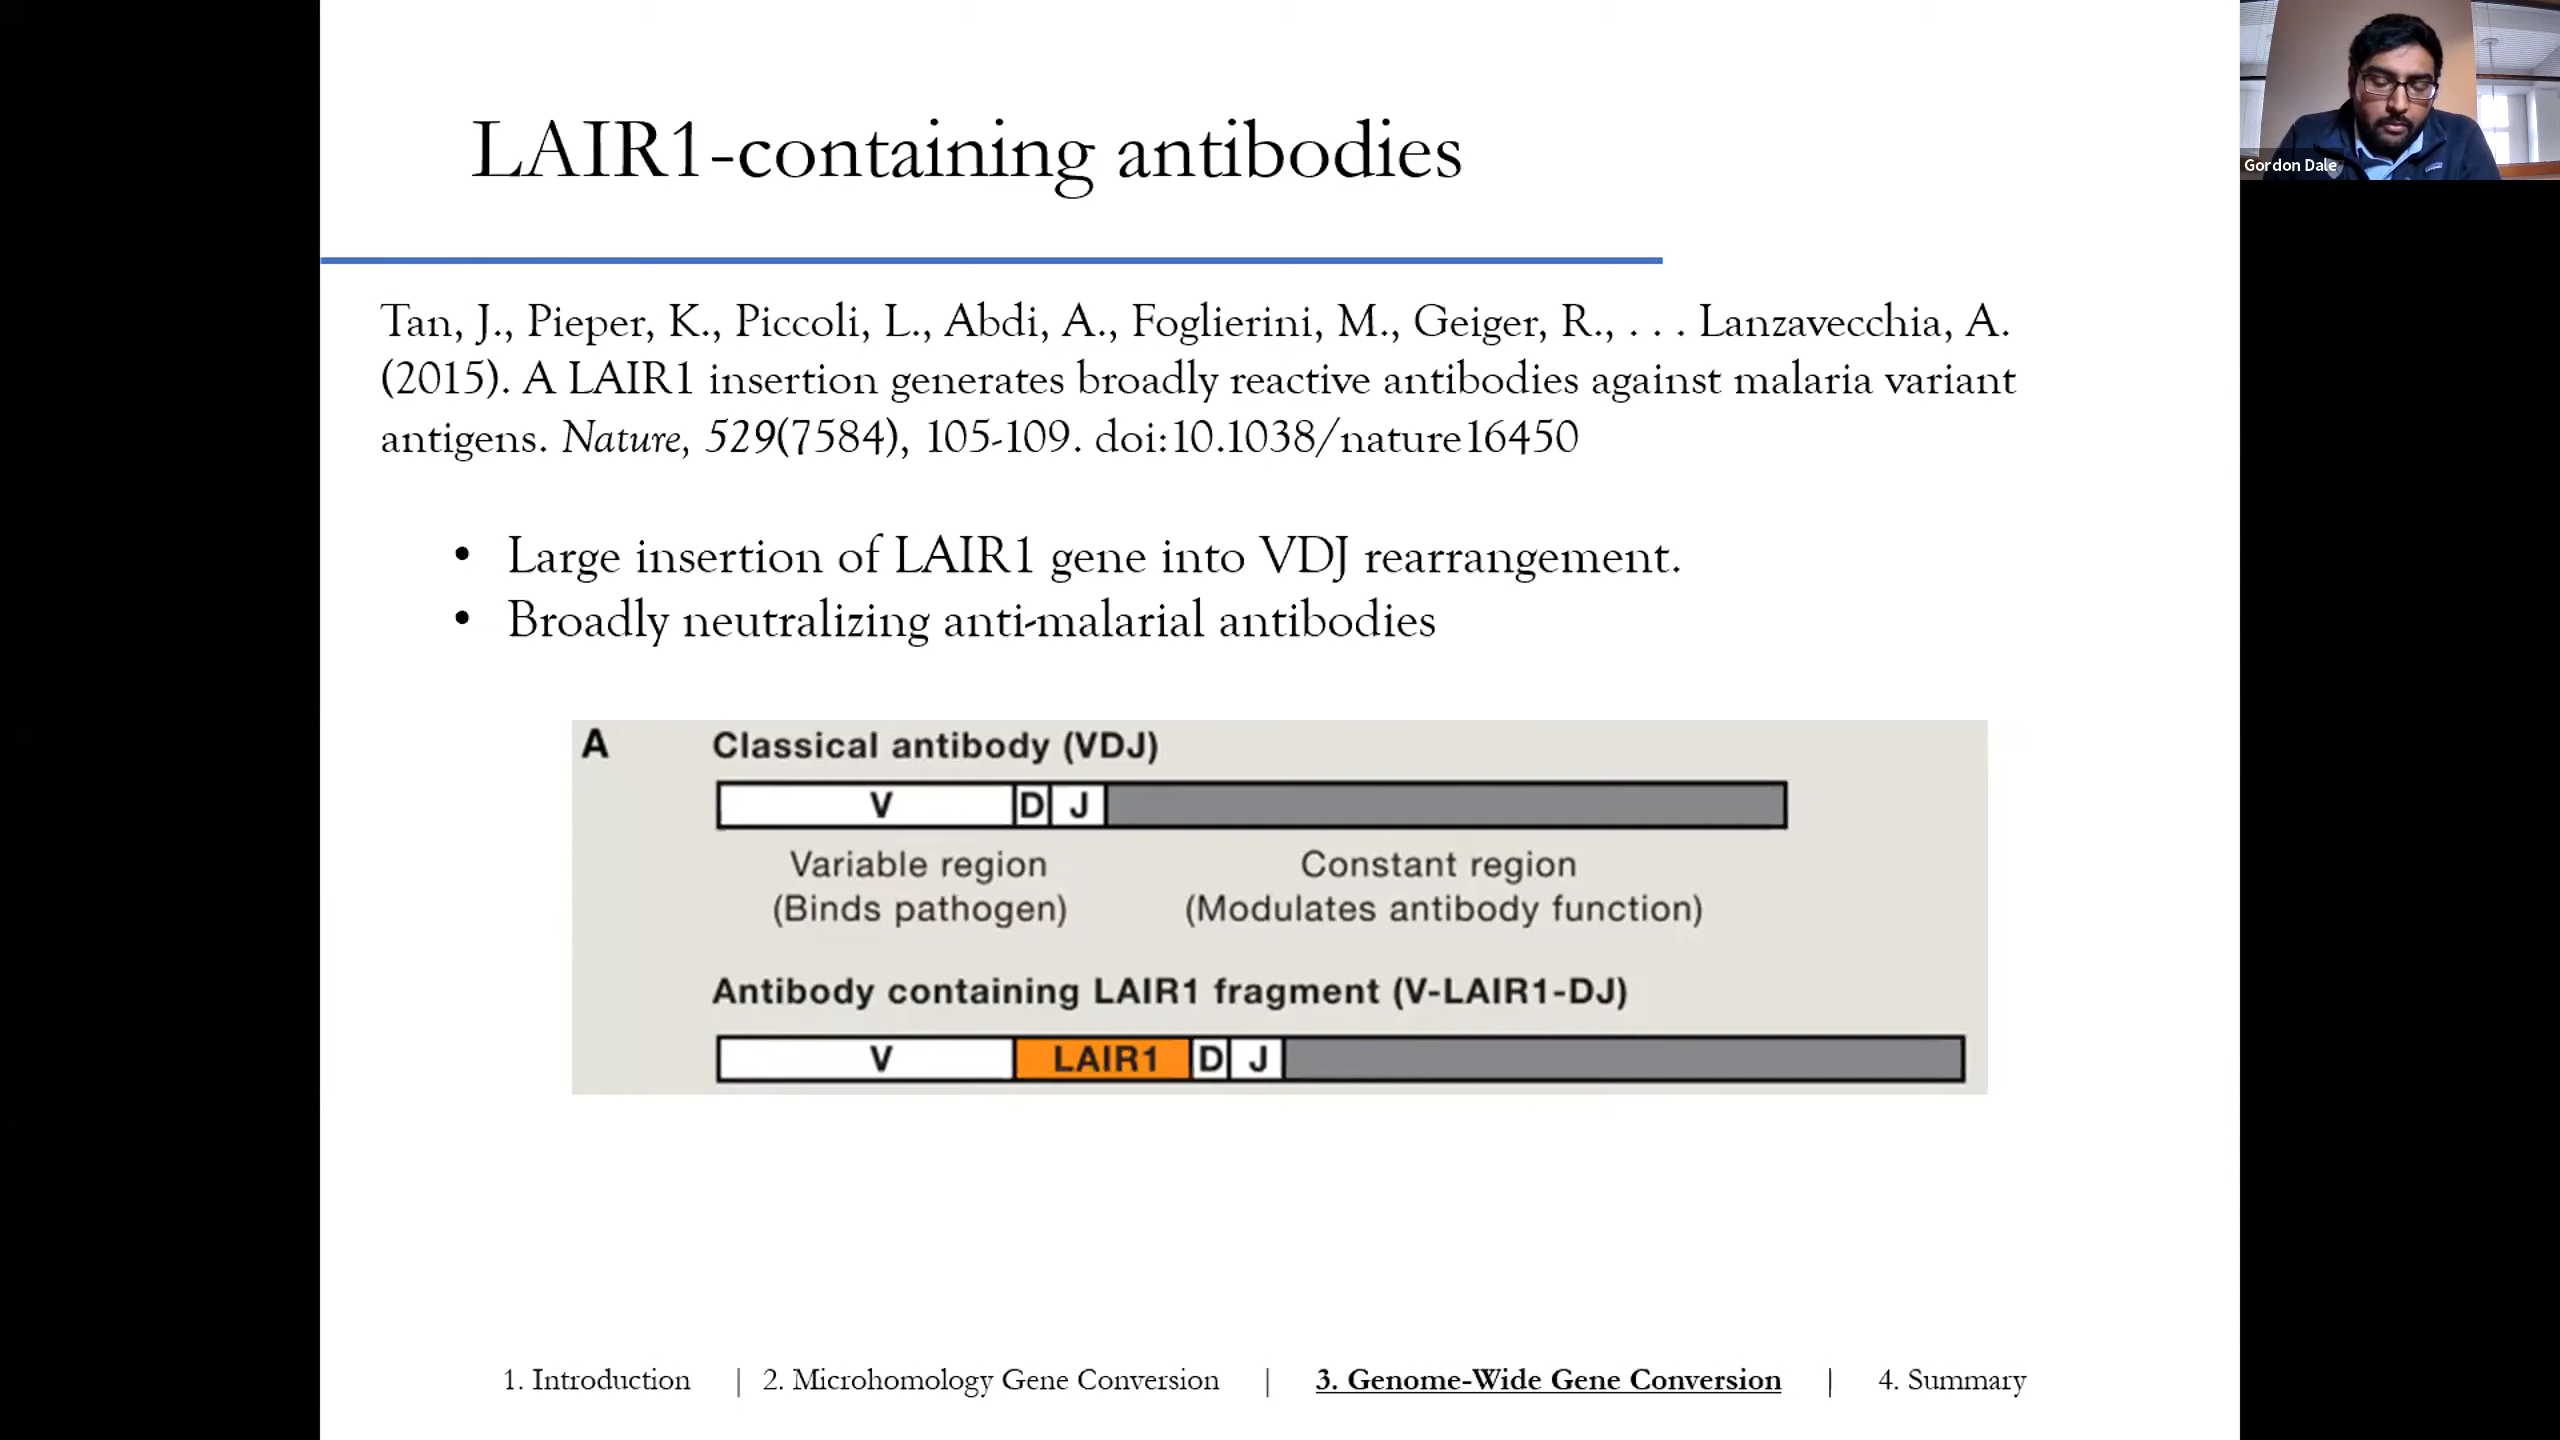 LAIR1-containing antibodies
Gordon Dale
Tan, J., Pieper, K., Piccoli, L., Abdi, A., Foglierini, M., Geiger, R., . . . Lanzavecchia, A.
(2015). A LAIR1 insertion generates broadly reactive antibodies against malaria variant
antigens. Nature, 529(7584), 105-109. doi:10.1038/nature16450
• Large insertion of LAIR1 gene into VDJ rearrangement.
• Broadly neutralizing anti-malarial antibodies
A Classical antibody (VDJ)
V D J
Variable region Constant region
(Binds pathogen) (Modulates antibody function)
Antibody containing LAIR1 fragment (V-LAIR1-DJ)
V LAIR1 D J
1. Introduction | 2. Microhomology Gene Conversion | 3. Genome-Wide Gene Conversion | 4. Summary